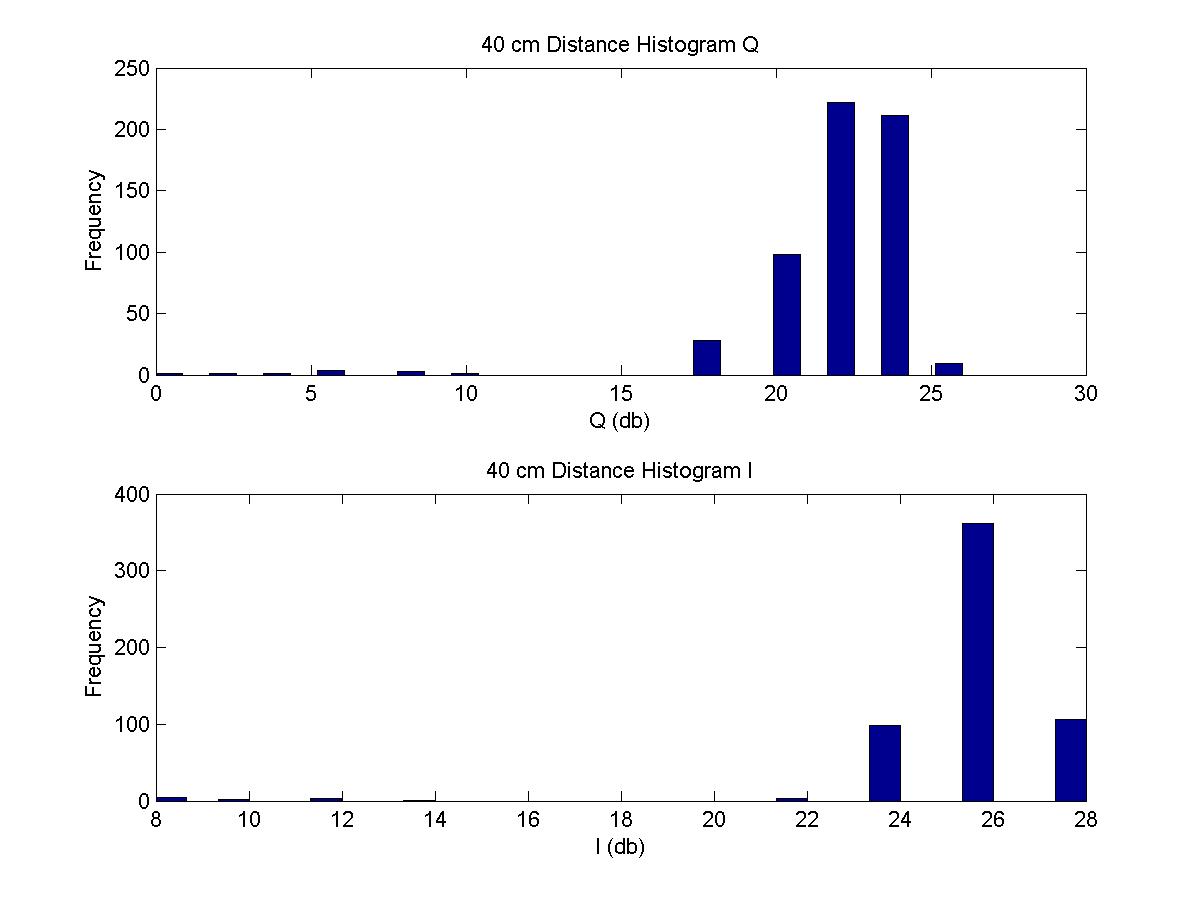 40 cm Distance Histogram Q
250
200
150
100
50
0
Frequency
0 5 10 15 20 25 30
Q (db)
40 cm Distance Histogram I
400
300
200
100
0
Frequency
8 10 12 14 16 18 20 22 24 26 28
I (db)